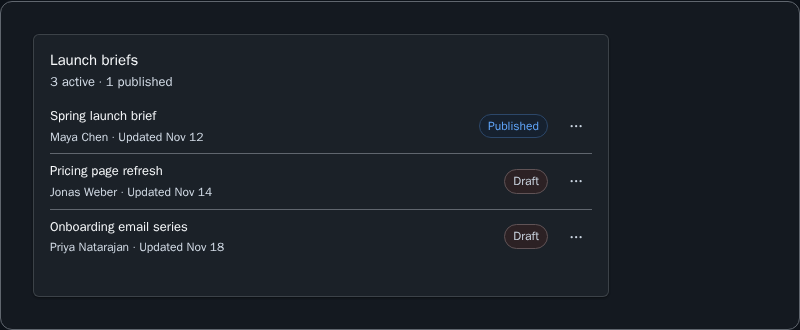 Launch briefs
3 active · 1 published
Spring launch brief
Maya Chen · Updated Nov 12
Published
Pricing page refresh
Jonas Weber · Updated Nov 14
Draft
Onboarding email series
Priya Natarajan · Updated Nov 18
Draft